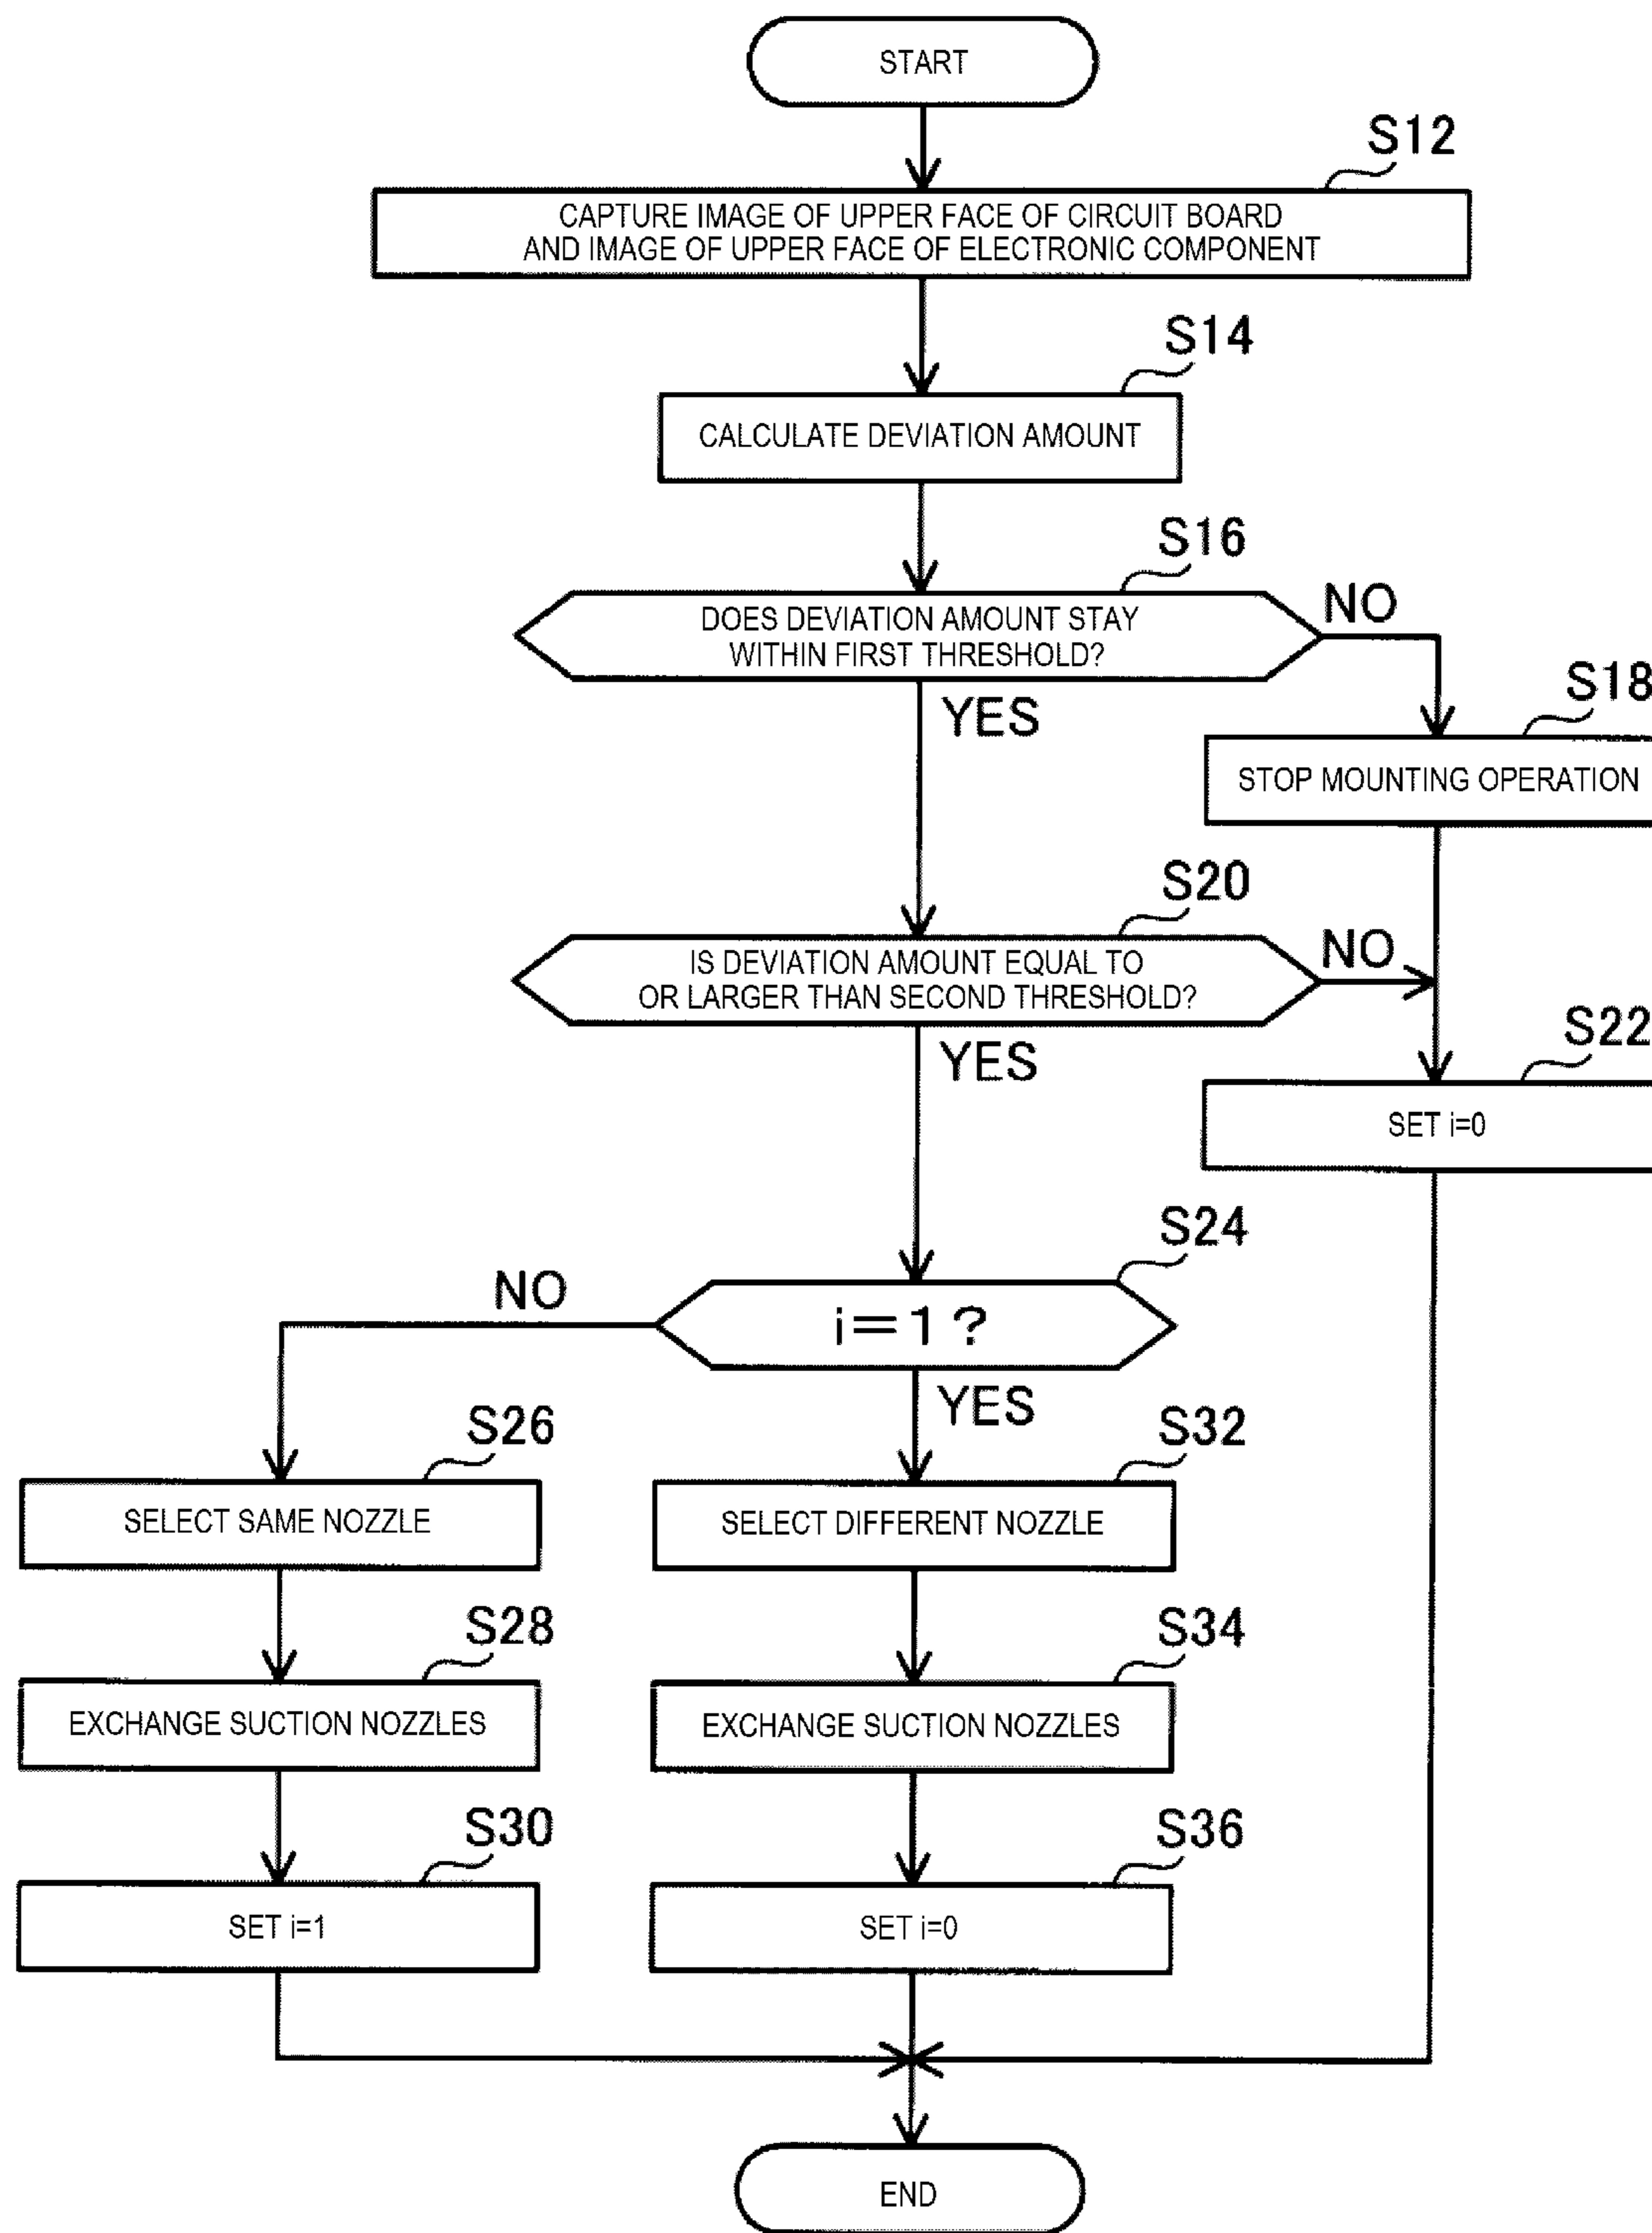 START
S12
CAPTURE IMAGE OF UPPER FACE OF CIRCUIT BOARD
AND IMAGE OF UPPER FACE OF ELECTRONIC COMPONENT
S14
CALCULATE DEVIATION AMOUNT
S16
DOES DEVIATION AMOUNT STAY
WITHIN FIRST THRESHOLD?
NO
YES
S18
STOP MOUNTING OPERATION
S20
IS DEVIATION AMOUNT EQUAL TO
OR LARGER THAN SECOND THRESHOLD?
NO
YES
S22
SET i=0
S24
i=1?
NO
YES
S26
SELECT SAME NOZZLE
S32
SELECT DIFFERENT NOZZLE
S28
EXCHANGE SUCTION NOZZLES
S34
EXCHANGE SUCTION NOZZLES
S30
SET i=1
S36
SET i=0
END